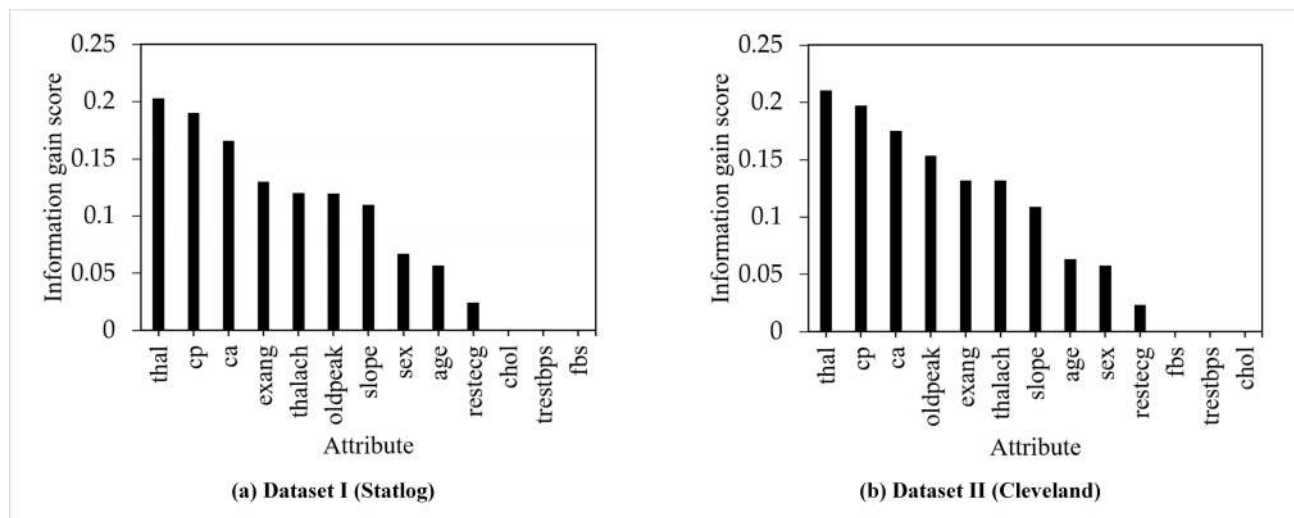 0.25
0.2
0.15
0.1
0.05
0
Information gain score
thal
cp
ca
exang
thalach
oldpeak
slope
sex
age
restecg
chol
trestbps
fbs
Attribute
(a) Dataset I (Statlog)
0.25
0.2
0.15
0.1
0.05
0
Information gain score
thal
cp
ca
oldpeak
exang
thalach
slope
age
sex
restecg
fbs
trestbps
chol
Attribute
(b) Dataset II (Cleveland)